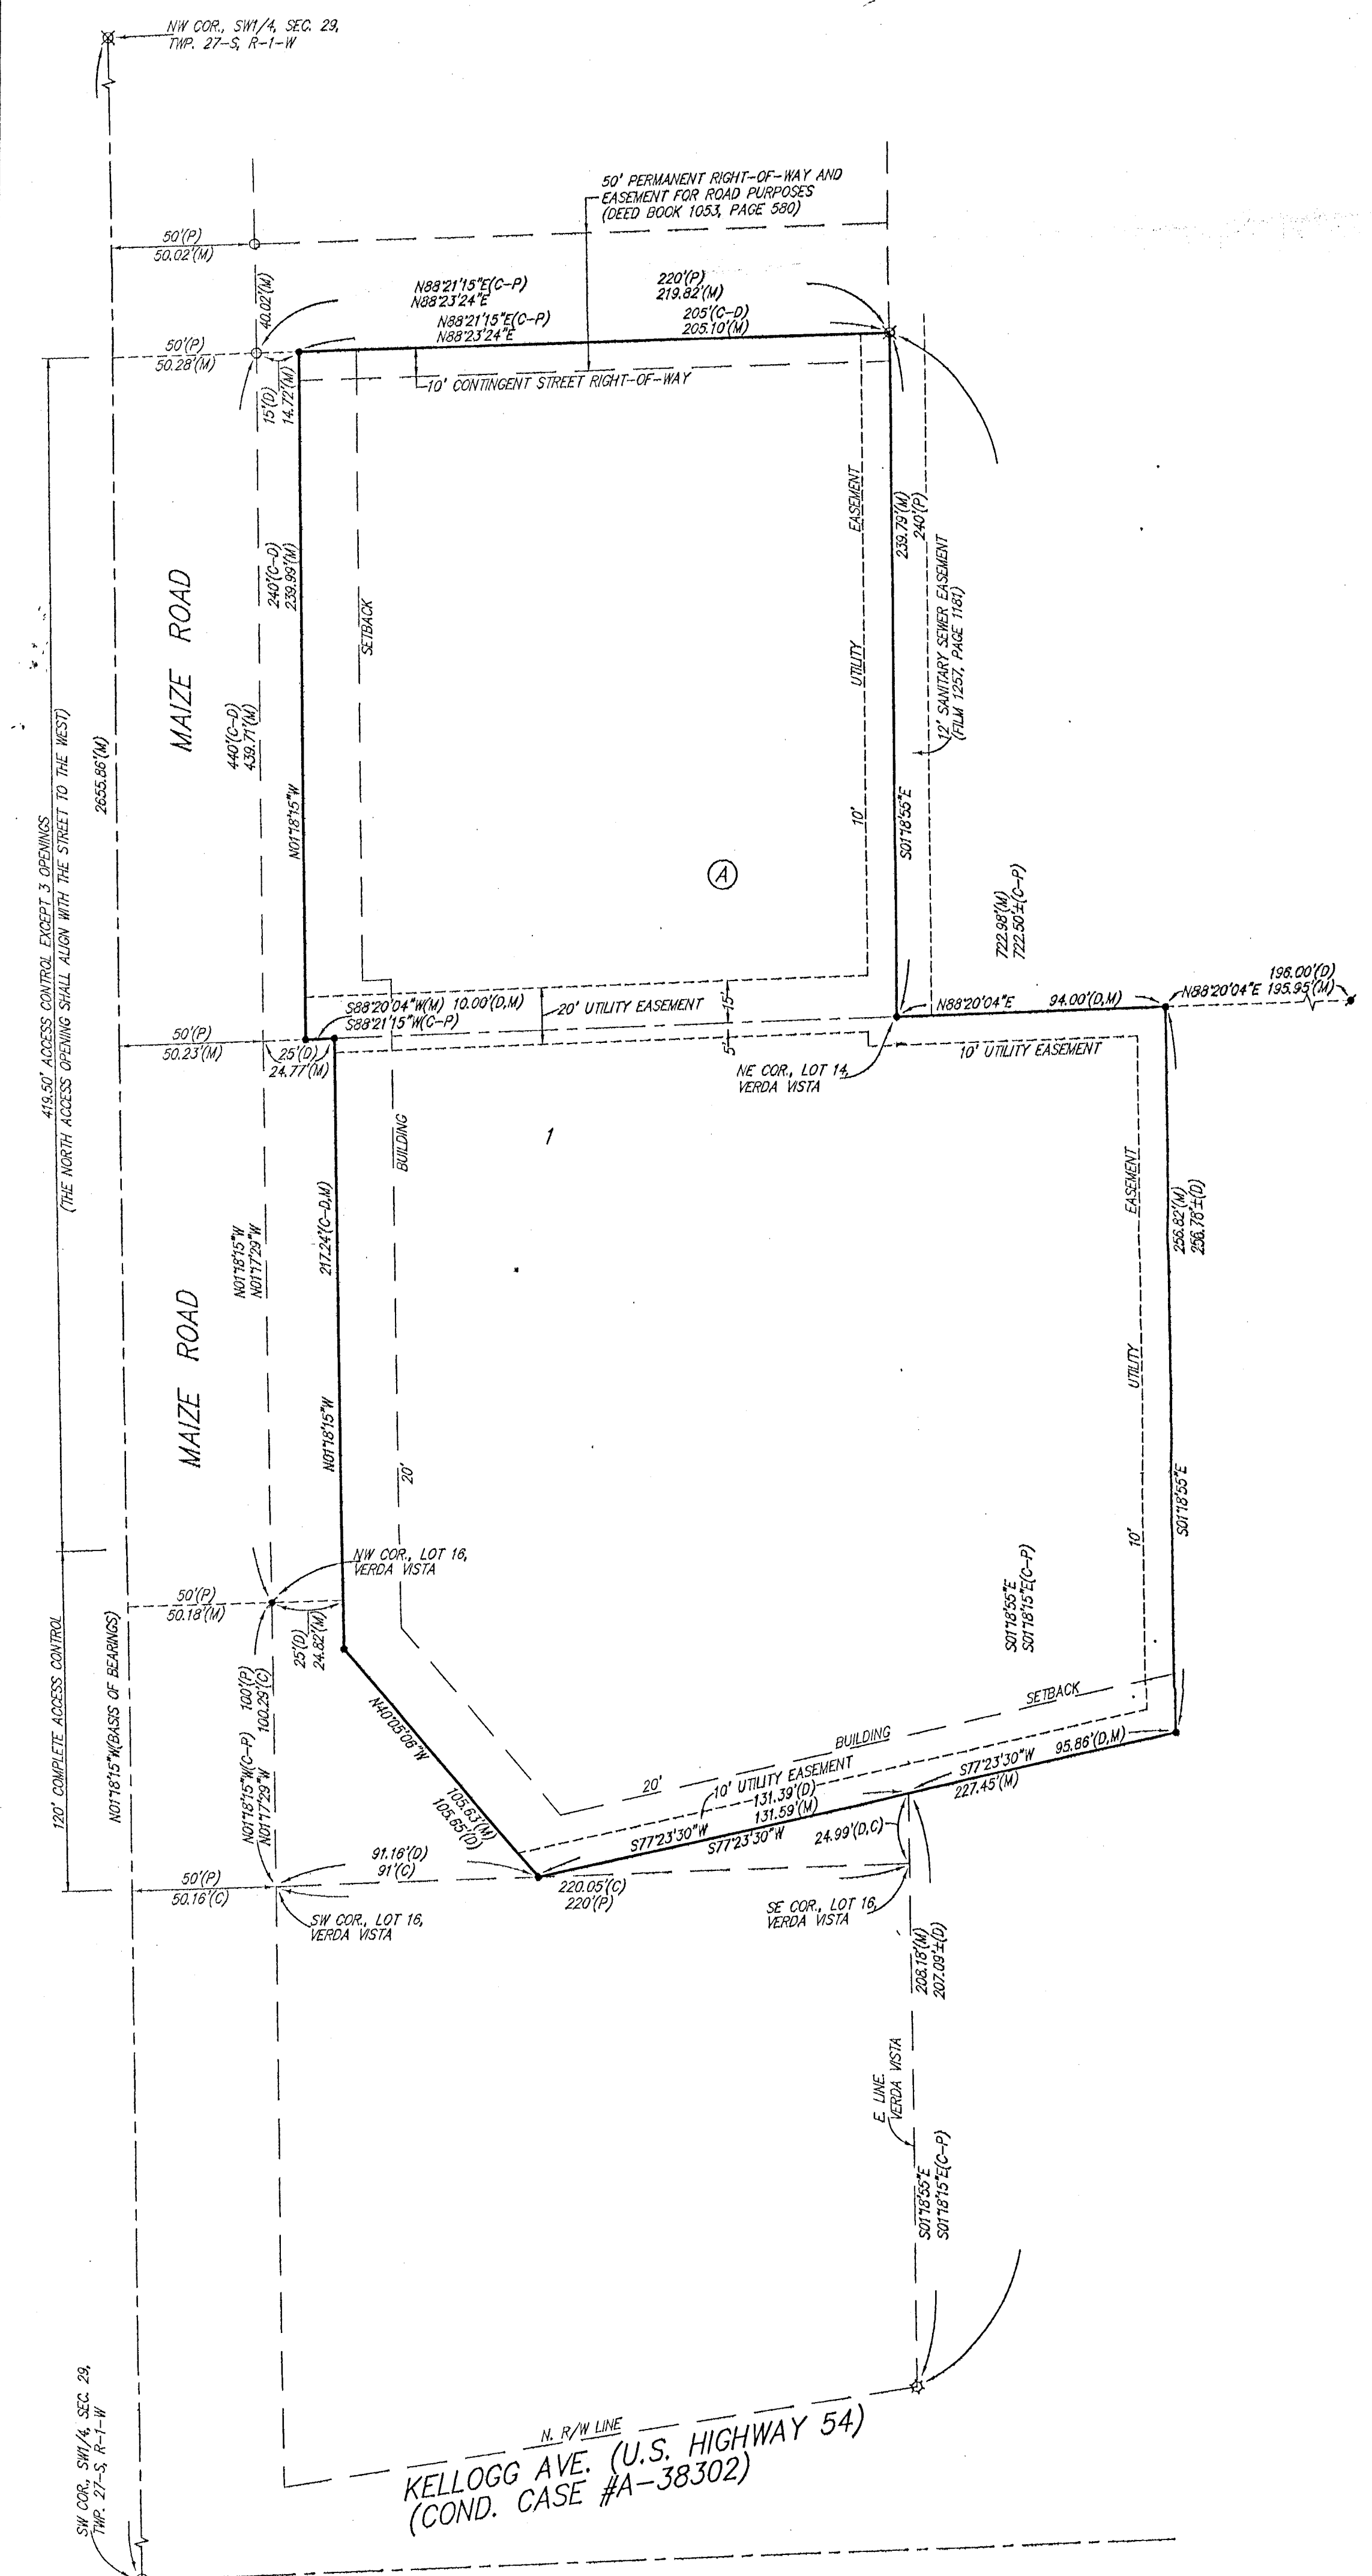 NW COR., SW1/4, SEC. 29,
TWP. 27-S, R-1-W
50' PERMANENT RIGHT-OF-WAY AND
EASEMENT FOR ROAD PURPOSES
(DEED BOOK 1053, PAGE 580)
50'(P)
50.02'(M)
40.02'(M)
N88°21'15"E(C-P)
N88°23'24"E
220'(P)
219.82'(M)
N88°21'15"E(C-P)
N88°23'24"E
205'(C-D)
205.10'(M)
50'(P)
50.28'(M)
15'(D)
14.72'(M)
10' CONTINGENT STREET RIGHT-OF-WAY
240'(C-D)
239.99'(M)
SETBACK
EASEMENT
UTILITY
10'
239.79'(M)
240'(P)
12' SANITARY SEWER EASEMENT
(FILM 1257, PAGE 1181)
MAIZE ROAD
440'(C-D)
439.71'(M)
N01°18'15"W
S01°18'55"E
2655.86'(M)
419.50' ACCESS CONTROL EXCEPT 3 OPENINGS
(THE NORTH ACCESS OPENING SHALL ALIGN WITH THE STREET TO THE WEST)
A
722.98'(M)
722.50'±(C-P)
S88°20'04"W(M) 10.00'(D,M)
S88°21'15"W(C-P)
20' UTILITY EASEMENT
15'
5'
N88°20'04"E 94.00'(D,M)
196.00'(D)
N88°20'04"E 195.95'(M)
50'(P)
50.23'(M)
25'(D)
24.77'(M)
NE COR., LOT 14,
VERDA VISTA
10' UTILITY EASEMENT
1
BUILDING
EASEMENT
217.24'(C-D,M)
256.82'(M)
256.78'±(D)
N01°18'15"W
N01°17'29"W
MAIZE ROAD
UTILITY
N01°18'15"W
20'
S01°18'55"E
10'
NW COR., LOT 16,
VERDA VISTA
50'(P)
50.18'(M)
25'(D)
24.82'(M)
S01°18'55"E
S01°18'15"E(C-P)
120' COMPLETE ACCESS CONTROL
N01°18'15"W(BASIS OF BEARINGS)
N01°18'15"W(C-P) 100'(P)
N01°17'29"W 100.29'(C)
N40°05'06"W
105.63'(M)
105.65'(D)
SETBACK
BUILDING
20'
10' UTILITY EASEMENT
131.39'(D)
131.59'(M)
S77°23'30"W 95.86'(D,M)
227.45'(M)
S77°23'30"W
S77°23'30"W
24.99'(D,C)
91.16'(D)
91'(C)
50'(P)
50.16'(C)
220.05'(C)
220'(P)
SW COR., LOT 16,
VERDA VISTA
SE COR., LOT 16,
VERDA VISTA
208.18'(M)
207.09'±(D)
E. LINE
VERDA VISTA
S01°18'55"E
S01°18'15"E(C-P)
N. R/W LINE
KELLOGG AVE. (U.S. HIGHWAY 54)
(COND. CASE #A-38302)
SW COR., SW1/4, SEC. 29,
TWP. 27-S, R-1-W